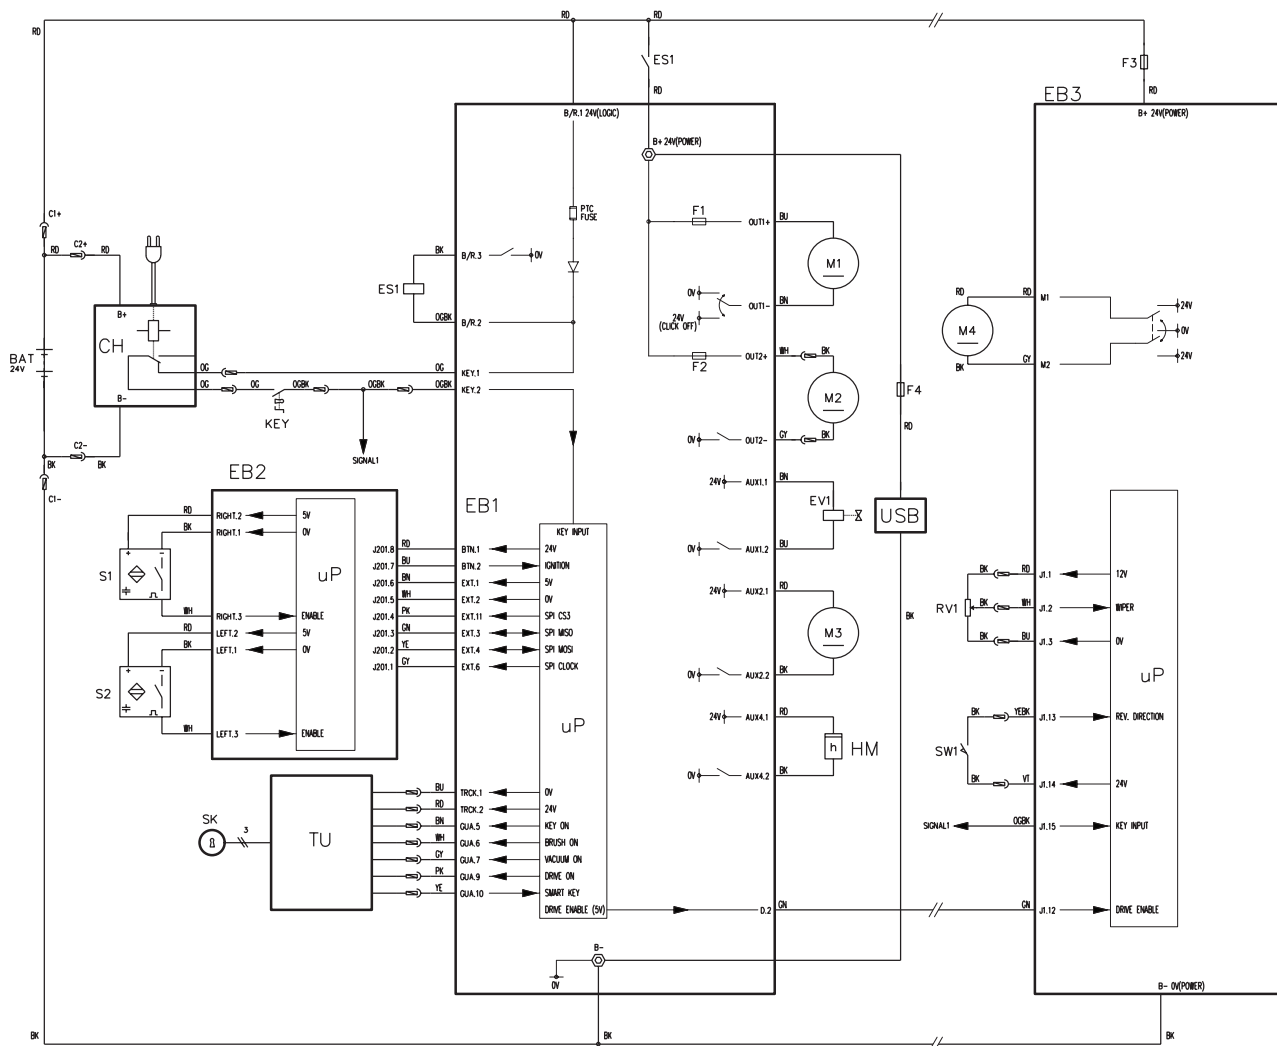 RD
RD
RD
RD
RD
ES1
F3
RD
RD
EB3
B/R.1 24V(LOGIC)
B+ 24V(POWER)
B+ 24V(POWER)
C1+
PTC
FUSE
F1
OUT1+
BU
C2+
RD
RD
BK
B/R.3
0V
M1
ES1
0V
24V
(CLICK OFF)
OUT1-
BN
RD
RD
M1
24V
B+
OGBK
B/R.2
M4
0V
CH
WH
BK
OUT2+
GY
BK
M2
24V
BAT
24V
F2
OG
OG
KEY.1
OG
OG
OGBK
OGBK
OGBK
KEY.2
F4
M2
B-
KEY
RD
C2-
BK
BK
SIGNAL1
0V
OUT2-
GY
BK
EB2
24V
AUX1.1
BN
C1-
EB1
EV1
USB
RD
RIGHT.2
5V
BK
RIGHT.1
0V
KEY INPUT
J201.8
RD
BTN.1
24V
0V
AUX1.2
BU
J201.7
BU
BTN.2
IGNITION
S1
uP
J201.6
BN
EXT.1
5V
24V
AUX2.1
RD
BK
RD
J1.1
12V
J201.5
WH
EXT.2
0V
RV1
BK
WH
J1.2
WIPER
WH
RIGHT.3
ENABLE
J201.4
PK
EXT.11
SPI CS3
BK
RD
LEFT.2
5V
J201.3
GN
EXT.3
SPI MISO
M3
BK
BU
J1.3
0V
BK
LEFT.1
0V
J201.2
YE
EXT.4
SPI MOSI
J201.1
GY
EXT.6
SPI CLOCK
0V
AUX2.2
BK
uP
S2
24V
AUX4.1
RD
BK
YEBK
J1.13
REV. DIRECTION
WH
LEFT.3
ENABLE
uP
h
HM
SW1
0V
AUX4.2
BK
BK
VT
J1.14
24V
BU
TRCK.1
0V
RD
TRCK.2
24V
SK
3
TU
BN
GUA.5
KEY ON
SIGNAL1
OGBK
J1.15
KEY INPUT
WH
GUA.6
BRUSH ON
GY
GUA.7
VACUUM ON
PK
GUA.9
DRIVE ON
YE
GUA.10
SMART KEY
DRIVE ENABLE (5V)
D.2
GN
GN
J1.12
DRIVE ENABLE
B-
0V
B- 0V(POWER)
BK
BK
BK